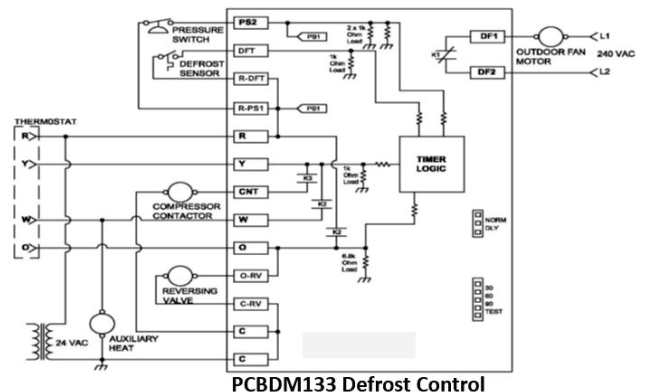 PS2
PRESSURE
SWITCH
PS1
2 x 1k
Ohm
Load
DF1
L1
K1
OUTDOOR FAN
MOTOR
240 VAC
DFT
DEFROST
SENSOR
1k
Ohm
Load
R-DFT
DF2
L2
R-PS1
PS1
THERMOSTAT
R
R
Y
Y
1k
Ohm
Load
TIMER
LOGIC
K3
CNT
COMPRESSOR
CONTACTOR
K2
W
W
K2
NORM
DLY
O
O
6.8k
Ohm
Load
O-RV
REVERSING
VALVE
C-RV
30
60
90
TEST
24 VAC
AUXILIARY
HEAT
C
C
PCBDM133 Defrost Control